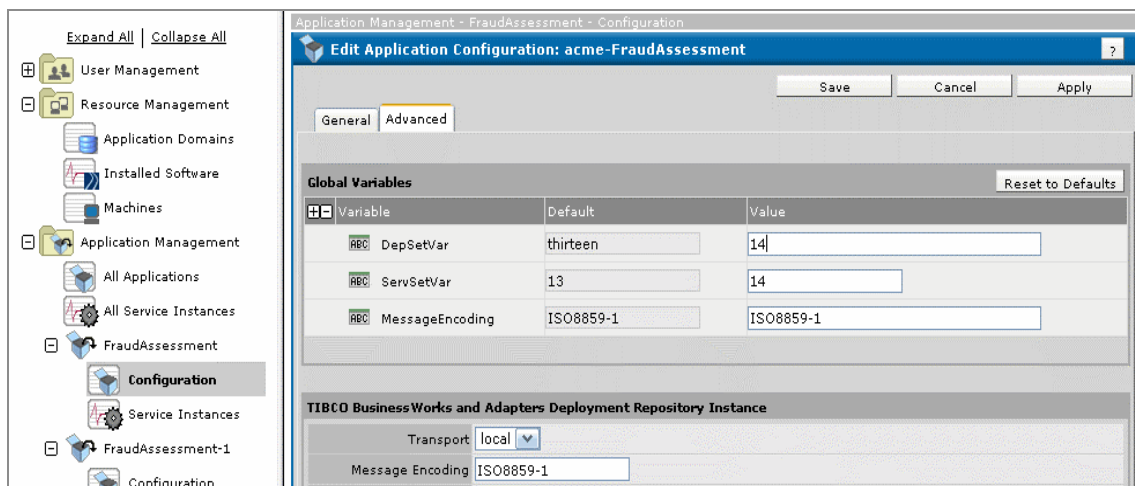 Expand All | Collapse All
User Management
Resource Management
Application Domains
Installed Software
Machines
Application Management
All Applications
All Service Instances
FraudAssessment
Configuration
Service Instances
FraudAssessment-1
Configuration
Application Management - FraudAssessment - Configuration
Edit Application Configuration: acme-FraudAssessment ?
Save Cancel Apply
General Advanced
Global Variables Reset to Defaults
Variable Default Value
ABC DepSetVar thirteen 14
ABC ServSetVar 13 14
ABC MessageEncoding ISO8859-1 ISO8859-1
TIBCO BusinessWorks and Adapters Deployment Repository Instance
Transport local
Message Encoding ISO8859-1